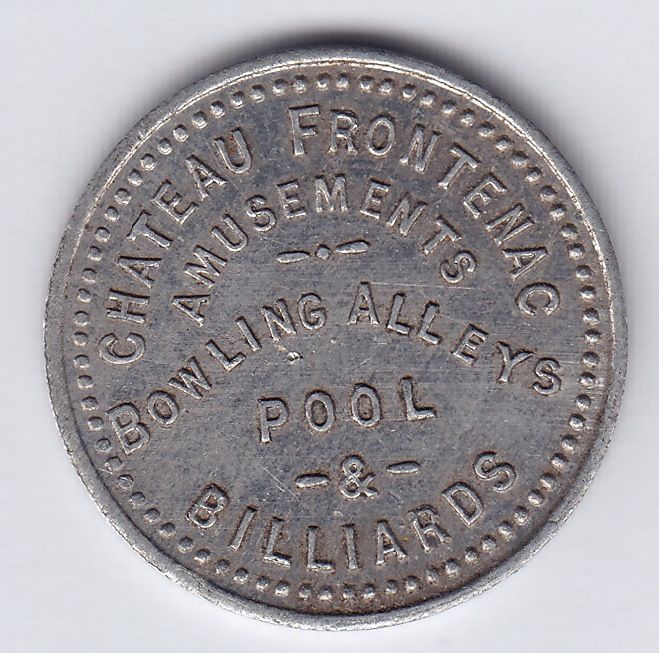 CHATEAU FRONTENAC
AMUSEMENTS
BOWLING ALLEYS
POOL
- & -
BILLIARDS